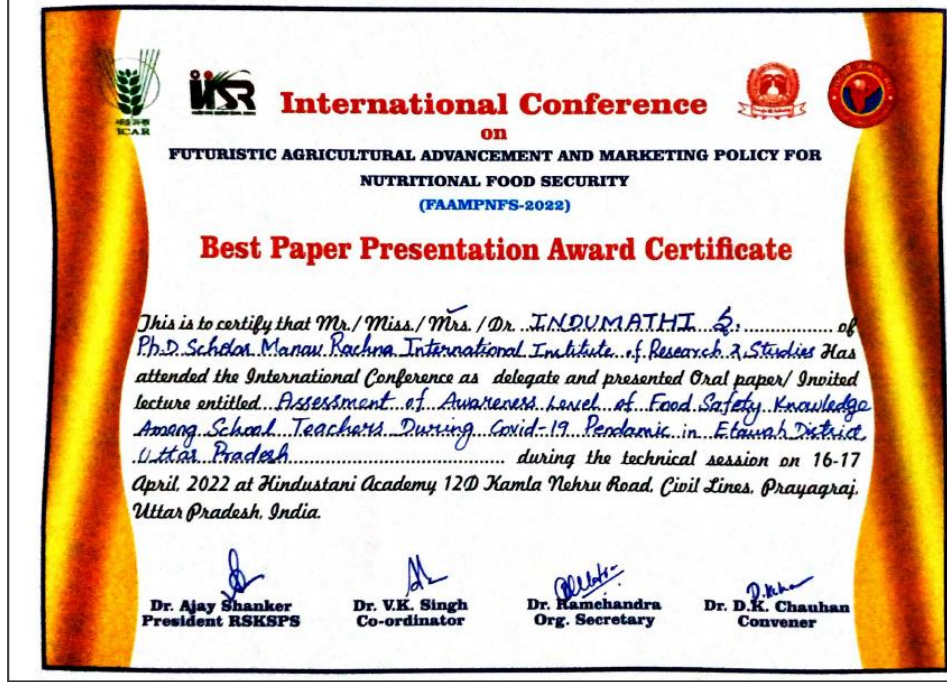 भाकृअनुप
ICAR
IISR
International Conference
on
FUTURISTIC AGRICULTURAL ADVANCEMENT AND MARKETING POLICY FOR
NUTRITIONAL FOOD SECURITY
(FAAMPNFS-2022)
Best Paper Presentation Award Certificate
This is to certify that Mr./ Miss./ Mrs. /Dr. INDUMATHI S. of
Ph.D. Scholar Manav Rachna International Institute of Research & Studies Has
attended the International Conference as delegate and presented Oral paper/ Invited
lecture entitled Assessment of Awareness Level of Food Safety Knowledge
Among School Teachers During Covid-19 Pendamic in Etawah District,
Uttar Pradesh during the technical session on 16-17
April, 2022 at Hindustani Academy 12D Kamla Nehru Road, Civil Lines, Prayagraj,
Uttar Pradesh, India.
Dr. Ajay Shanker
President RSKSPS
Dr. V.K. Singh
Co-ordinator
Dr. Ramchandra
Org. Secretary
Dr. D.K. Chauhan
Convener